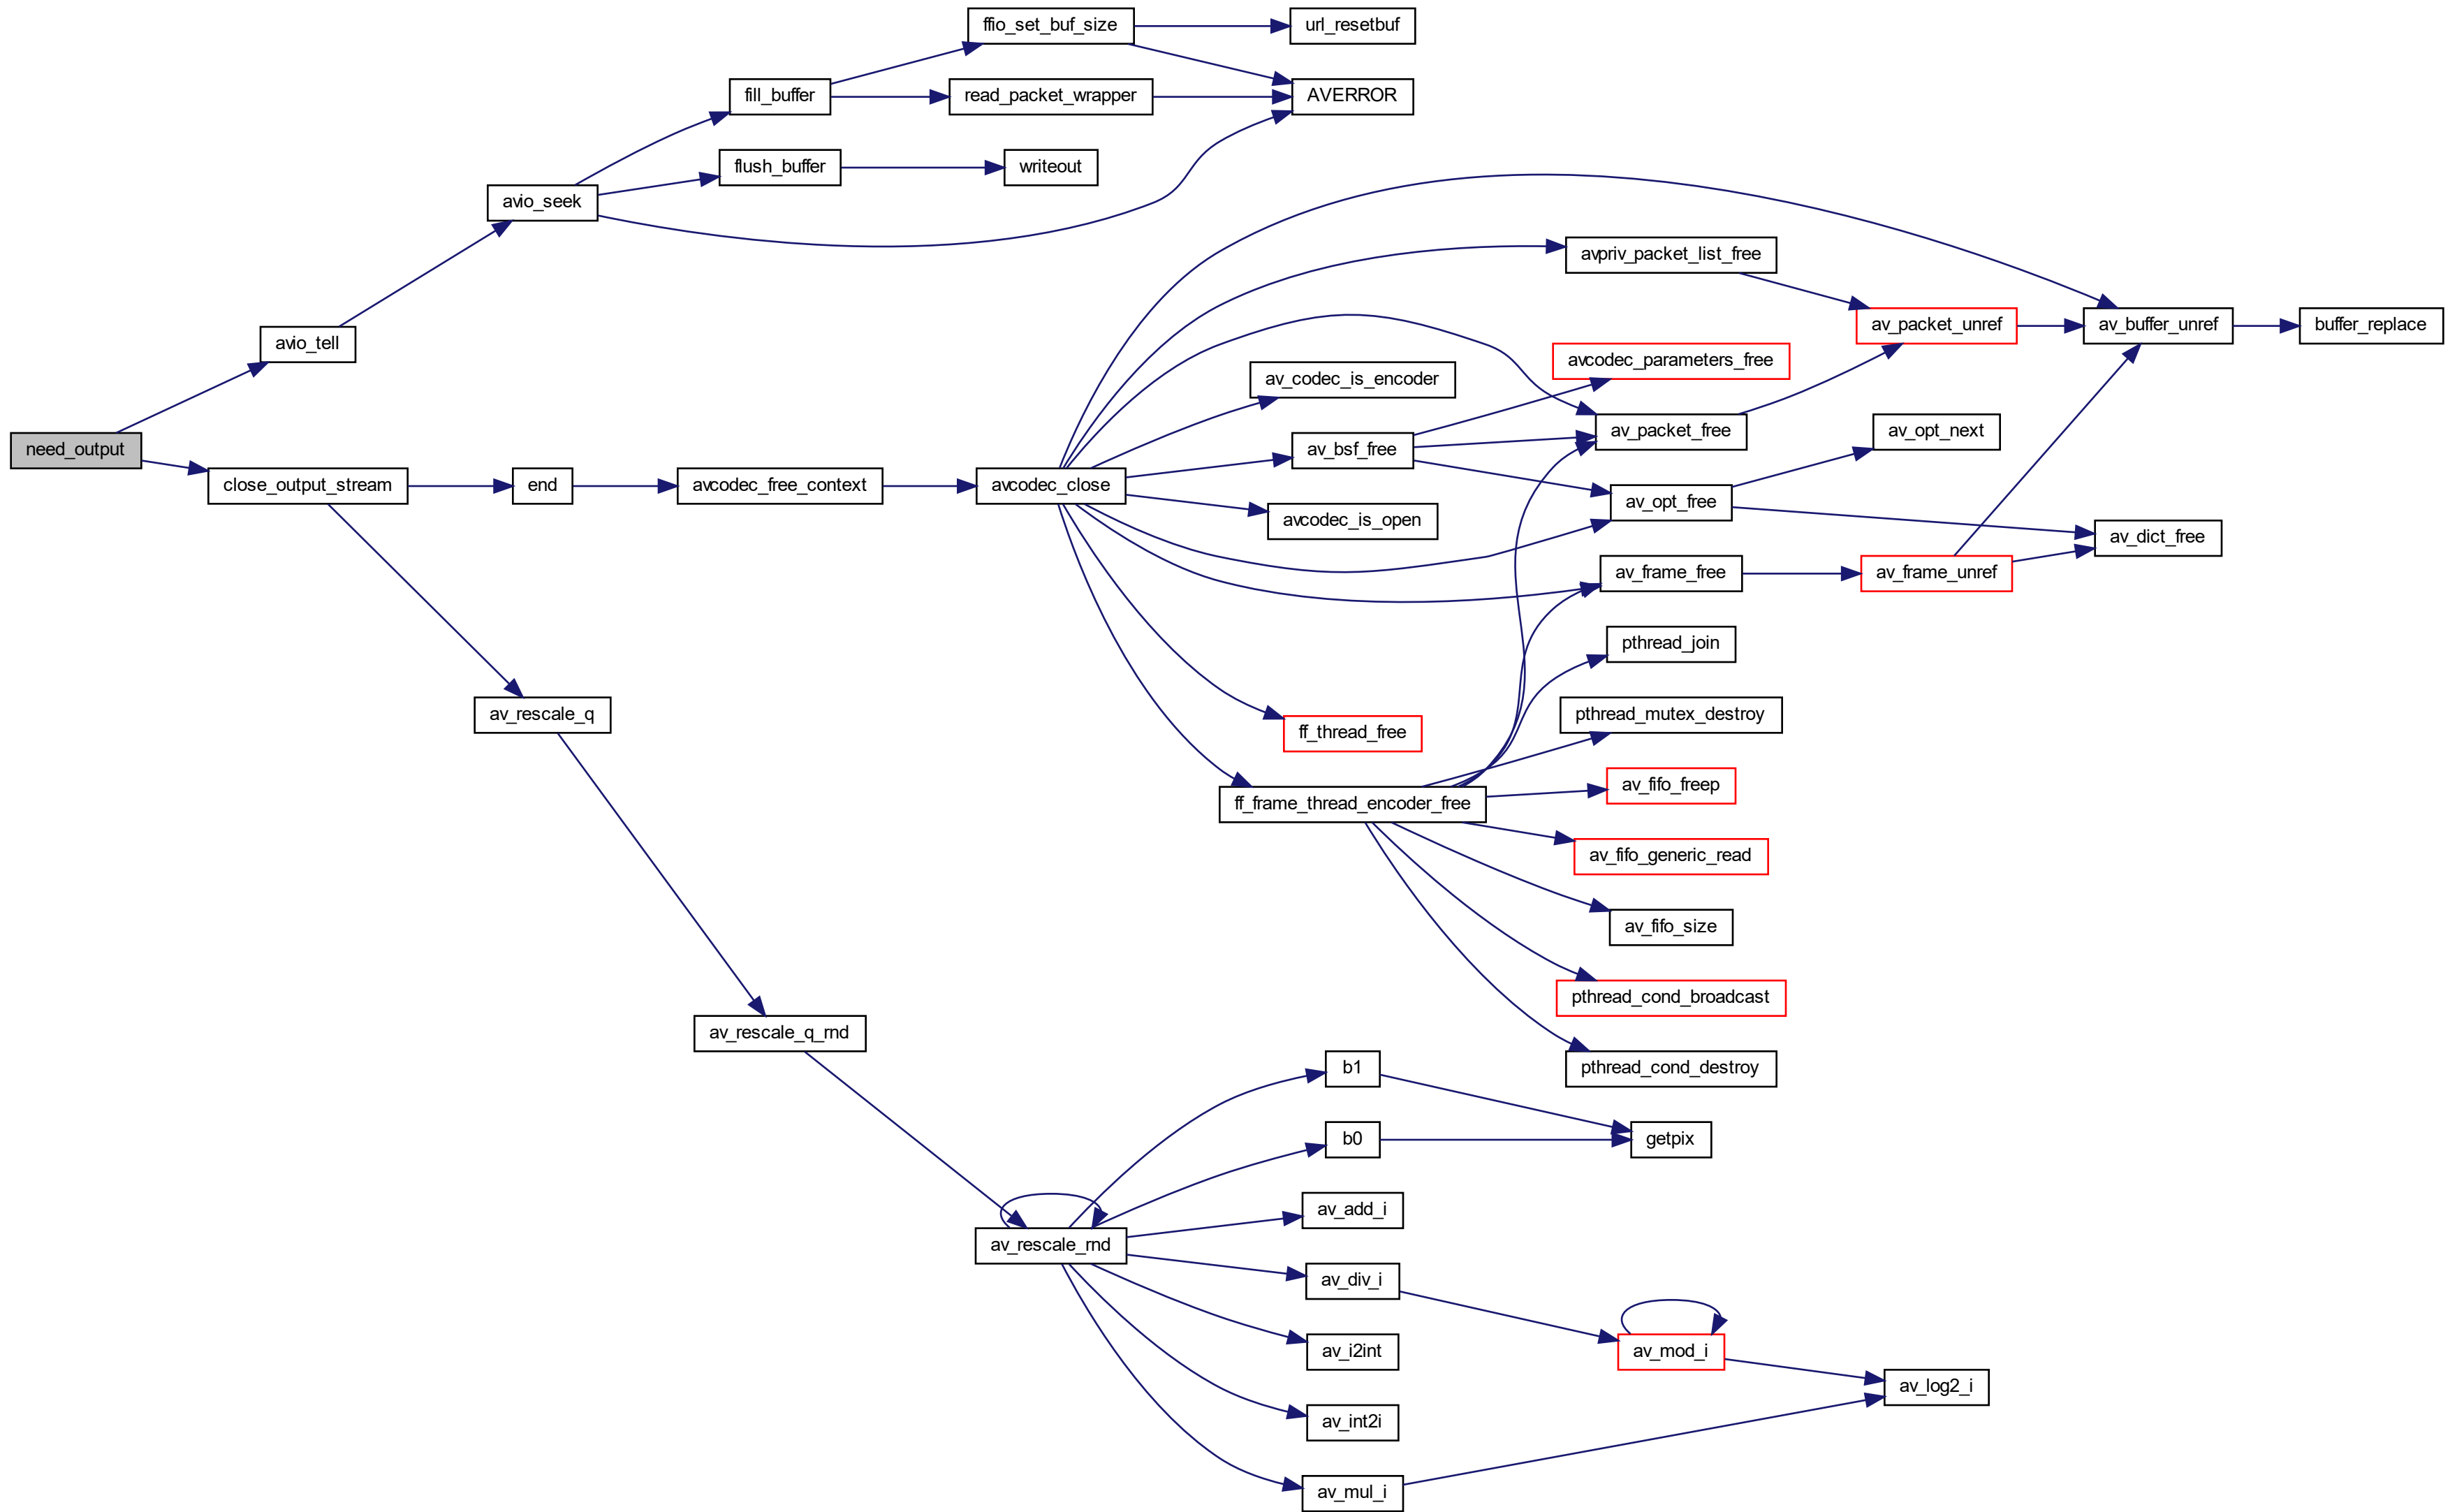 ffio_set_buf_size
url_resetbuf
fill_buffer
read_packet_wrapper
AVERROR
flush_buffer
writeout
avio_seek
avpriv_packet_list_free
avio_tell
av_packet_unref
av_buffer_unref
buffer_replace
avcodec_parameters_free
av_codec_is_encoder
need_output
av_bsf_free
av_packet_free
av_opt_next
close_output_stream
end
avcodec_free_context
avcodec_close
avcodec_is_open
av_opt_free
av_dict_free
av_frame_free
av_frame_unref
pthread_join
av_rescale_q
pthread_mutex_destroy
ff_thread_free
av_fifo_freep
ff_frame_thread_encoder_free
av_fifo_generic_read
av_fifo_size
pthread_cond_broadcast
av_rescale_q_rnd
b1
pthread_cond_destroy
b0
getpix
av_add_i
av_rescale_rnd
av_div_i
av_i2int
av_mod_i
av_log2_i
av_int2i
av_mul_i